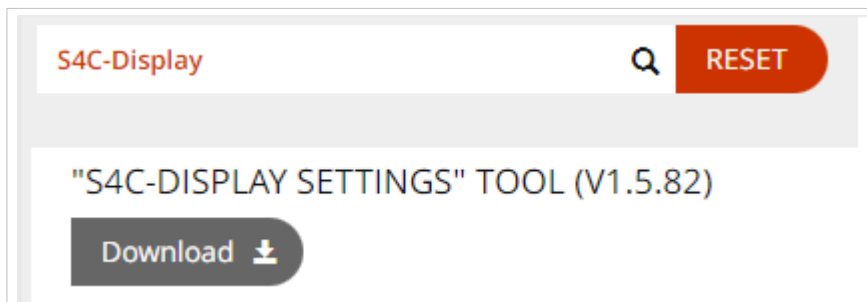 S4C-Display RESET
"S4C-DISPLAY SETTINGS" TOOL (V1.5.82)
Download